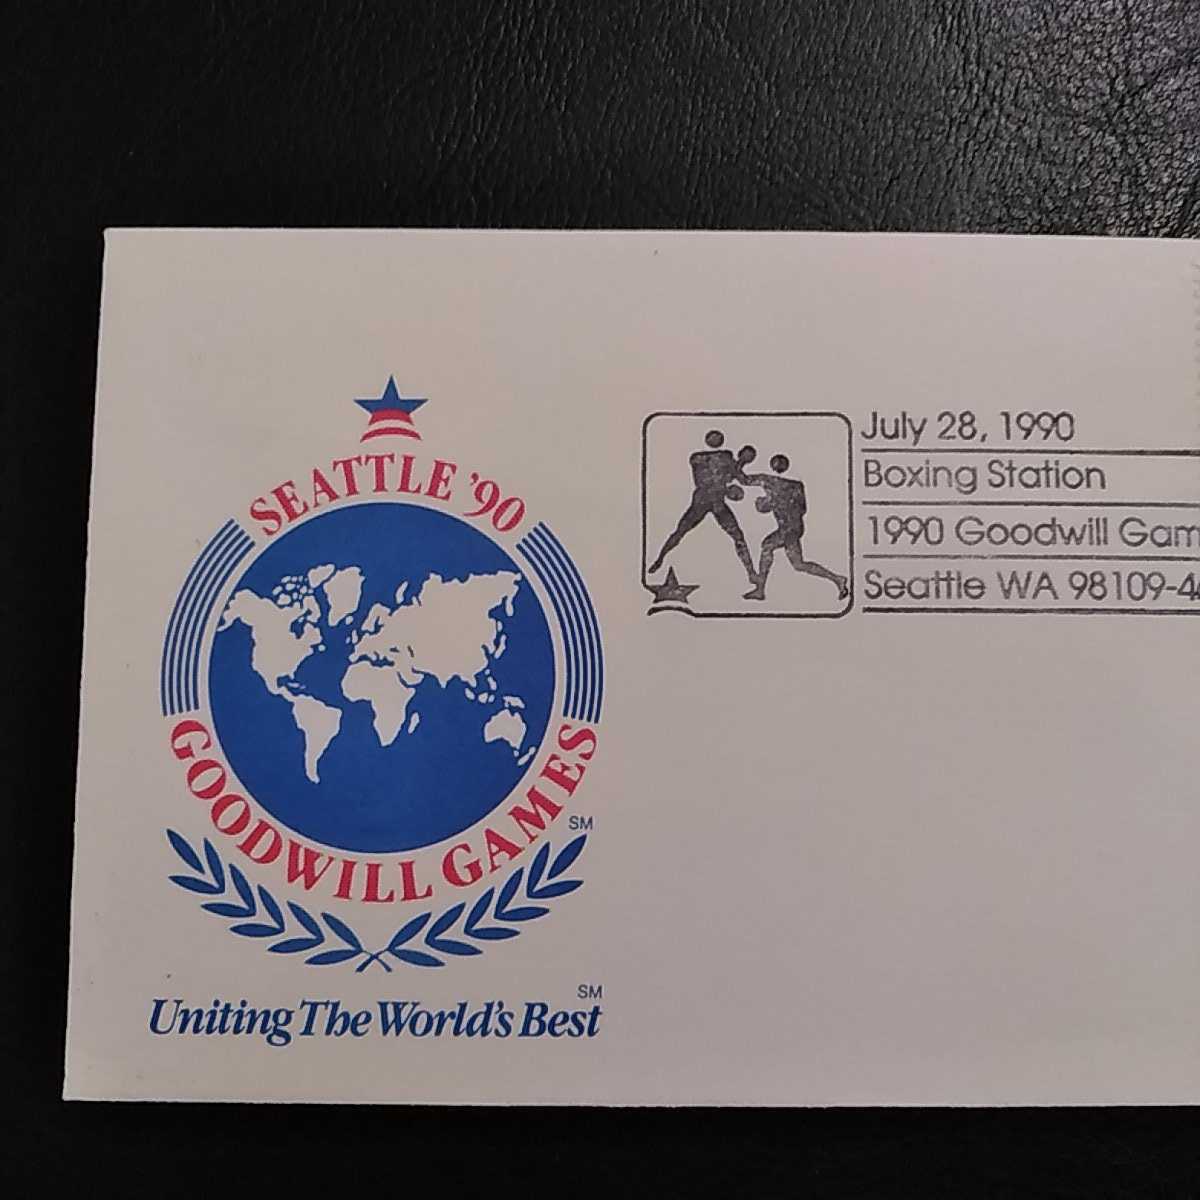 SEATTLE '90
GOODWILL GAMES
SM
SM
Uniting The World's Best
July 28, 1990
Boxing Station
1990 Goodwill Gam
Seattle WA 98109-4